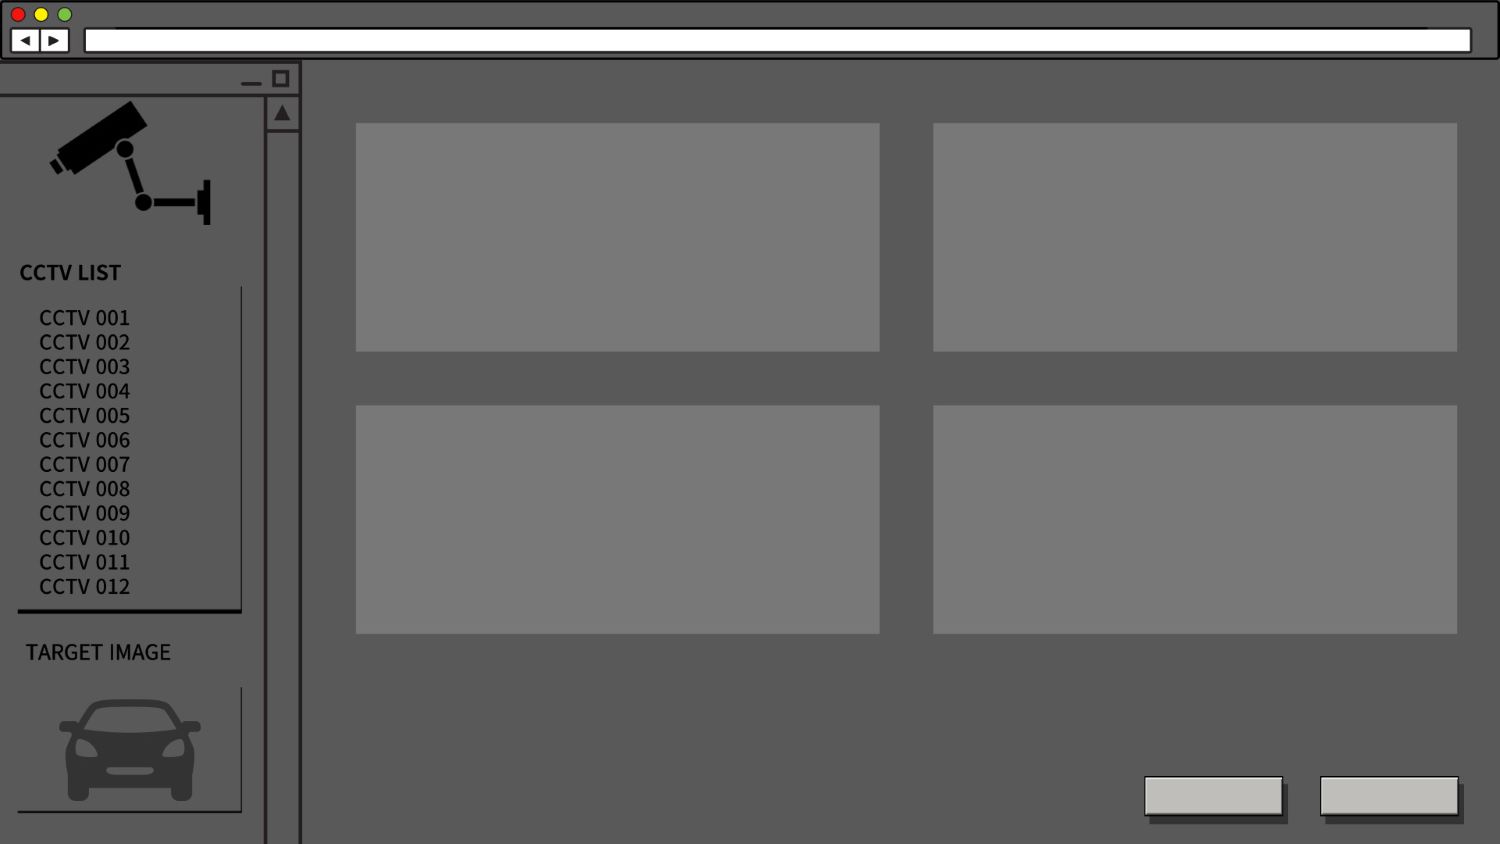 CCTV LIST
CCTV 001
CCTV 002
CCTV 003
CCTV 004
CCTV 005
CCTV 006
CCTV 007
CCTV 008
CCTV 009
CCTV 010
CCTV 011
CCTV 012
TARGET IMAGE